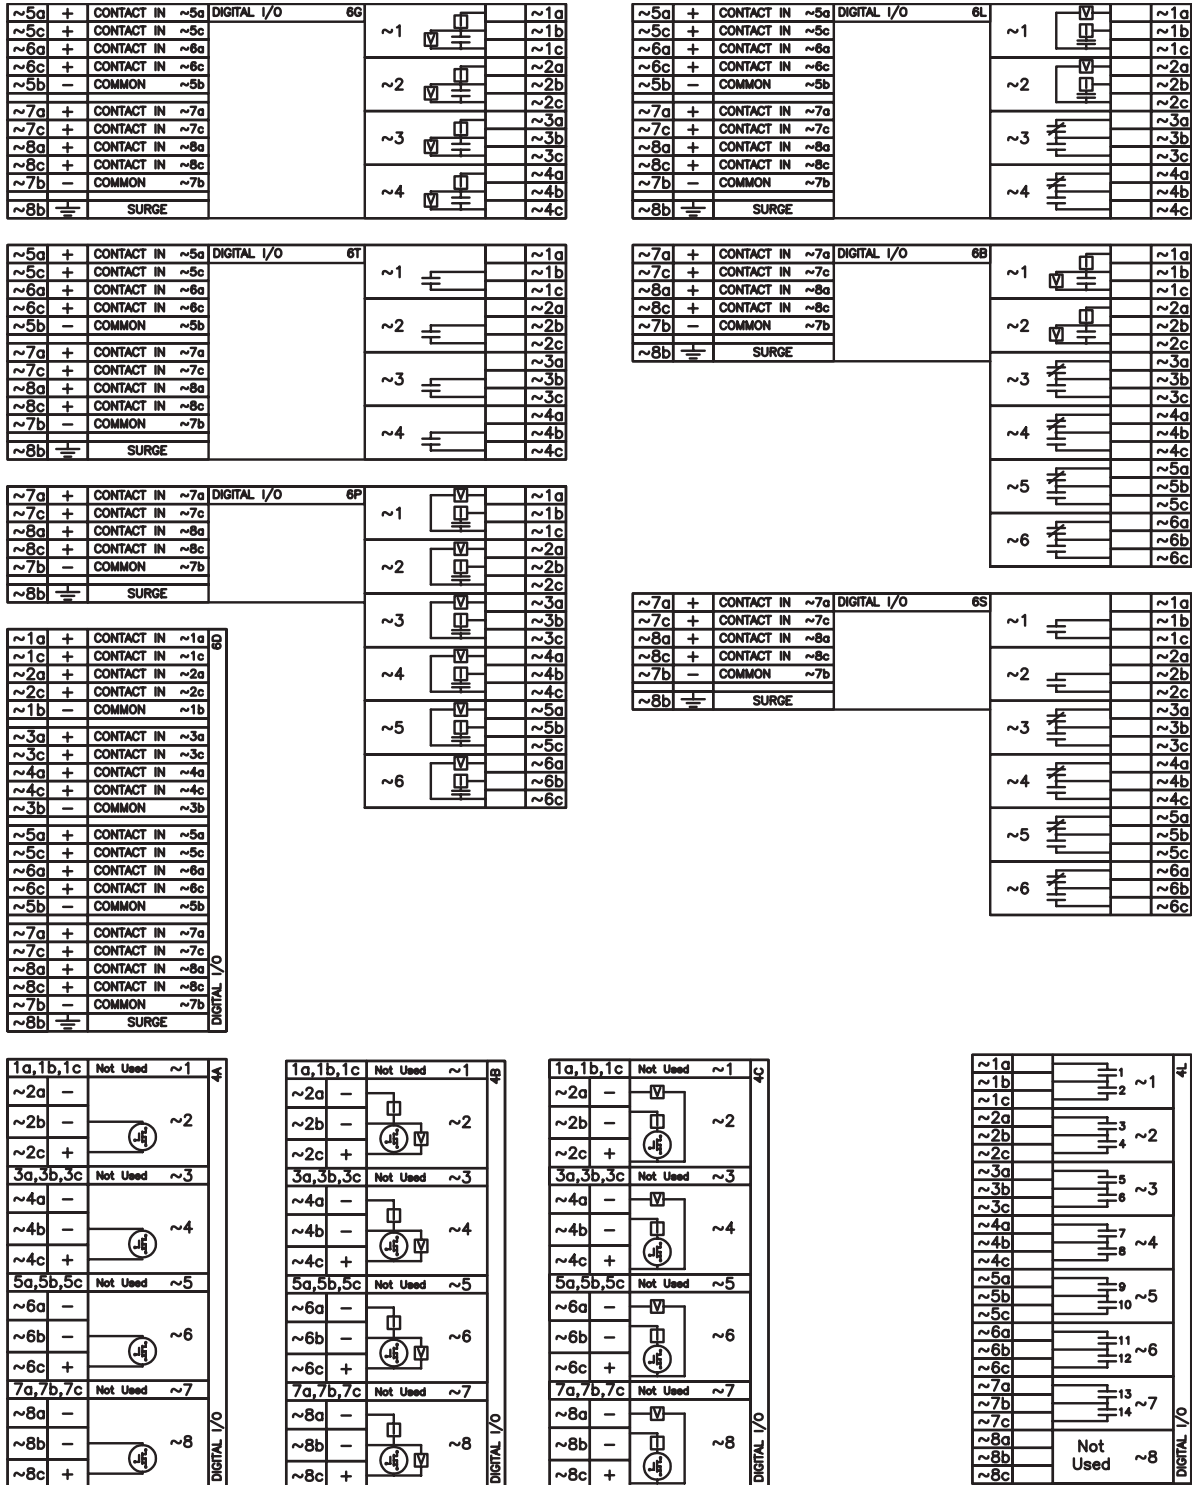 ~5a + CONTACT IN ~5a DIGITAL I/O 6G
~5c + CONTACT IN ~5c
~6a + CONTACT IN ~6a
~6c + CONTACT IN ~6c
~5b − COMMON ~5b
~7a + CONTACT IN ~7a
~7c + CONTACT IN ~7c
~8a + CONTACT IN ~8a
~8c + CONTACT IN ~8c
~7b − COMMON ~7b
~8b SURGE
~1 V ~1a
~1b
~1c
~2 V ~2a
~2b
~2c
~3 V ~3a
~3b
~3c
~4 V ~4a
~4b
~4c
~5a + CONTACT IN ~5a DIGITAL I/O 6L
~5c + CONTACT IN ~5c
~6a + CONTACT IN ~6a
~6c + CONTACT IN ~6c
~5b − COMMON ~5b
~7a + CONTACT IN ~7a
~7c + CONTACT IN ~7c
~8a + CONTACT IN ~8a
~8c + CONTACT IN ~8c
~7b − COMMON ~7b
~8b SURGE
~1 V ~1a
~1b
~1c
~2 V ~2a
~2b
~2c
~3 ~3a
~3b
~3c
~4 ~4a
~4b
~4c
~5a + CONTACT IN ~5a DIGITAL I/O 6T
~5c + CONTACT IN ~5c
~6a + CONTACT IN ~6a
~6c + CONTACT IN ~6c
~5b − COMMON ~5b
~7a + CONTACT IN ~7a
~7c + CONTACT IN ~7c
~8a + CONTACT IN ~8a
~8c + CONTACT IN ~8c
~7b − COMMON ~7b
~8b SURGE
~1 ~1a
~1b
~1c
~2 ~2a
~2b
~2c
~3 ~3a
~3b
~3c
~4 ~4a
~4b
~4c
~7a + CONTACT IN ~7a DIGITAL I/O 6B
~7c + CONTACT IN ~7c
~8a + CONTACT IN ~8a
~8c + CONTACT IN ~8c
~7b − COMMON ~7b
~8b SURGE
~1 V ~1a
~1b
~1c
~2 V ~2a
~2b
~2c
~3 ~3a
~3b
~3c
~4 ~4a
~4b
~4c
~5 ~5a
~5b
~5c
~6 ~6a
~6b
~6c
~7a + CONTACT IN ~7a DIGITAL I/O 6P
~7c + CONTACT IN ~7c
~8a + CONTACT IN ~8a
~8c + CONTACT IN ~8c
~7b − COMMON ~7b
~8b SURGE
~1 V ~1a
~1b
~1c
~2 V ~2a
~2b
~2c
~3 V ~3a
~3b
~3c
~4 V ~4a
~4b
~4c
~5 V ~5a
~5b
~5c
~6 V ~6a
~6b
~6c
~7a + CONTACT IN ~7a DIGITAL I/O 6S
~7c + CONTACT IN ~7c
~8a + CONTACT IN ~8a
~8c + CONTACT IN ~8c
~7b − COMMON ~7b
~8b SURGE
~1 ~1a
~1b
~1c
~2 ~2a
~2b
~2c
~3 ~3a
~3b
~3c
~4 ~4a
~4b
~4c
~5 ~5a
~5b
~5c
~6 ~6a
~6b
~6c
~1a + CONTACT IN ~1a 6D
~1c + CONTACT IN ~1c
~2a + CONTACT IN ~2a
~2c + CONTACT IN ~2c
~1b − COMMON ~1b
~3a + CONTACT IN ~3a
~3c + CONTACT IN ~3c
~4a + CONTACT IN ~4a
~4c + CONTACT IN ~4c
~3b − COMMON ~3b
~5a + CONTACT IN ~5a
~5c + CONTACT IN ~5c
~6a + CONTACT IN ~6a
~6c + CONTACT IN ~6c
~5b − COMMON ~5b
~7a + CONTACT IN ~7a
~7c + CONTACT IN ~7c
~8a + CONTACT IN ~8a
~8c + CONTACT IN ~8c
~7b − COMMON ~7b
~8b SURGE
DIGITAL I/O
1a,1b,1c Not Used ~1 4A
~2a −
~2b − ~2
~2c +
3a,3b,3c Not Used ~3
~4a −
~4b − ~4
~4c +
5a,5b,5c Not Used ~5
~6a −
~6b − ~6
~6c +
7a,7b,7c Not Used ~7
~8a −
~8b − ~8
~8c +
DIGITAL I/O
1a,1b,1c Not Used ~1 4B
~2a −
~2b − V ~2
~2c +
3a,3b,3c Not Used ~3
~4a −
~4b − V ~4
~4c +
5a,5b,5c Not Used ~5
~6a −
~6b − V ~6
~6c +
7a,7b,7c Not Used ~7
~8a −
~8b − V ~8
~8c +
DIGITAL I/O
1a,1b,1c Not Used ~1 4C
~2a − V
~2b − ~2
~2c +
3a,3b,3c Not Used ~3
~4a − V
~4b − ~4
~4c +
5a,5b,5c Not Used ~5
~6a − V
~6b − ~6
~6c +
7a,7b,7c Not Used ~7
~8a − V
~8b − ~8
~8c +
DIGITAL I/O
~1a 1 4L
~1b 2 ~1
~1c
~2a 3
~2b 4 ~2
~2c
~3a 5
~3b 6 ~3
~3c
~4a 7
~4b 8 ~4
~4c
~5a 9
~5b 10 ~5
~5c
~6a 11
~6b 12 ~6
~6c
~7a 13
~7b 14 ~7
~7c
~8a Not
~8b Used ~8
~8c
DIGITAL I/O